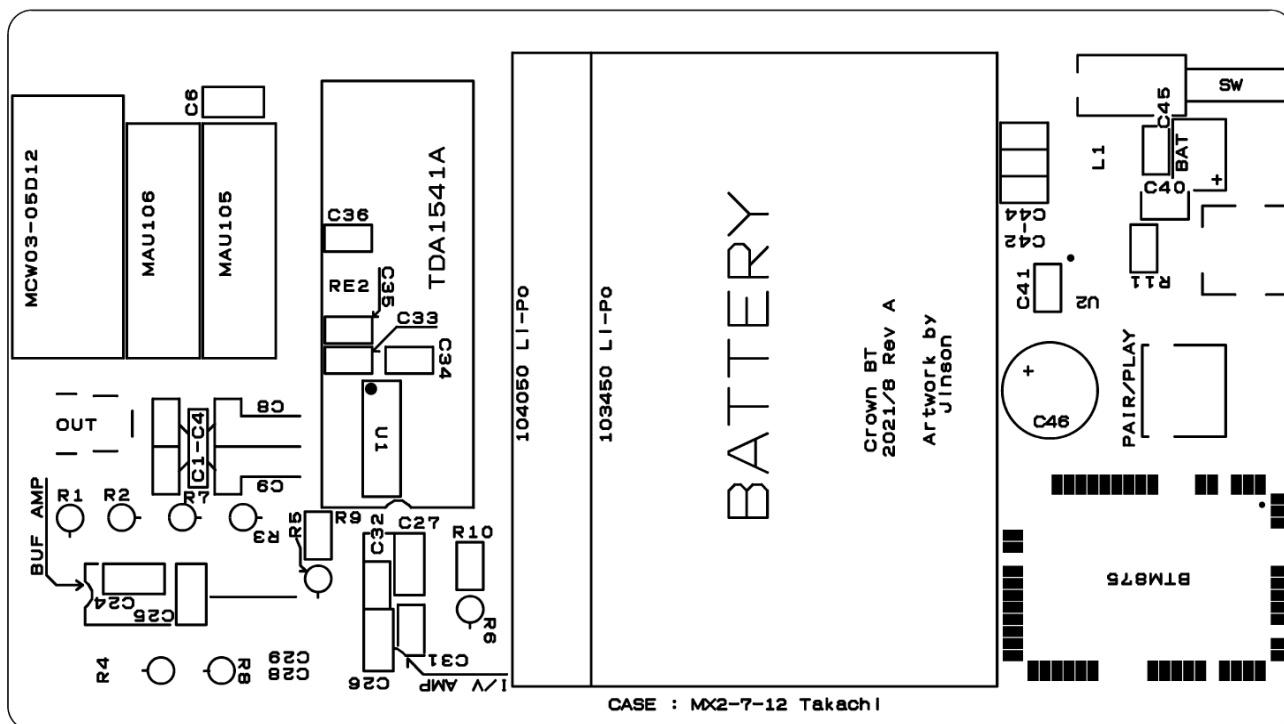 C6
C45
SW
MCW03-05D12
MAU106
MAU105
TDA1541A
L1
BAT
+
C40
C36
C44
-
C42
RE2
C35
C33
C34
C41
U2
R11
104050 LI-Po
103450 LI-Po
BATTERY
Crown BT
2021/8 Rev A
Artwork by
Jinson
+
C46
PAIR/PLAY
OUT
C8
C1-C4
C9
U1
R1
R2
R7
R3
R5
R9
C32
C27
R10
BUF AMP
C24
C25
R6
BTM875
R4
R8
C29
C28
C26
C31
I/V AMP
CASE : MX2-7-12 Takachi